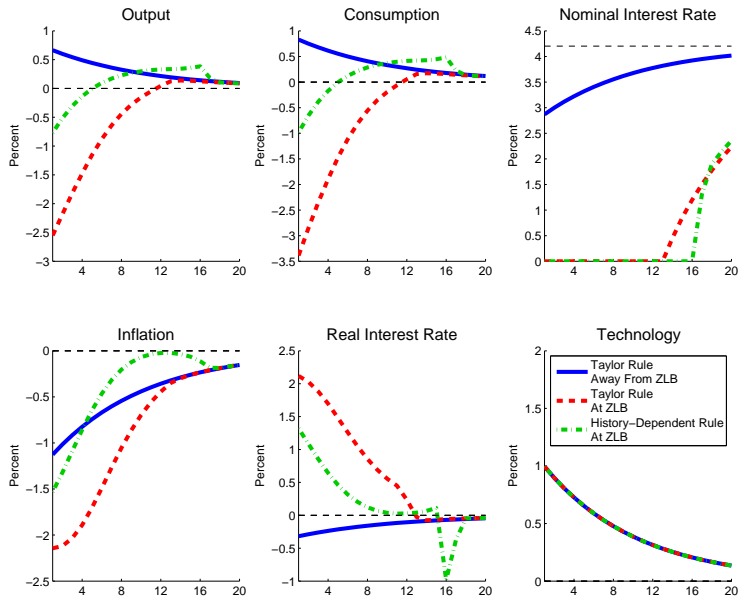 Output
Consumption
Nominal Interest Rate
Percent
1
0.5
0
−0.5
−1
−1.5
−2
−2.5
−3
4 8 12 16 20
Percent
1
0.5
0
−0.5
−1
−1.5
−2
−2.5
−3
−3.5
4 8 12 16 20
Percent
4.5
4
3.5
3
2.5
2
1.5
1
0.5
0
4 8 12 16 20
Inflation
Real Interest Rate
Technology
Percent
0
−0.5
−1
−1.5
−2
−2.5
4 8 12 16 20
Percent
2.5
2
1.5
1
0.5
0
−0.5
−1
4 8 12 16 20
Percent
2
1.5
1
0.5
0
4 8 12 16 20
Taylor Rule
Away From ZLB
Taylor Rule
At ZLB
History−Dependent Rule
At ZLB